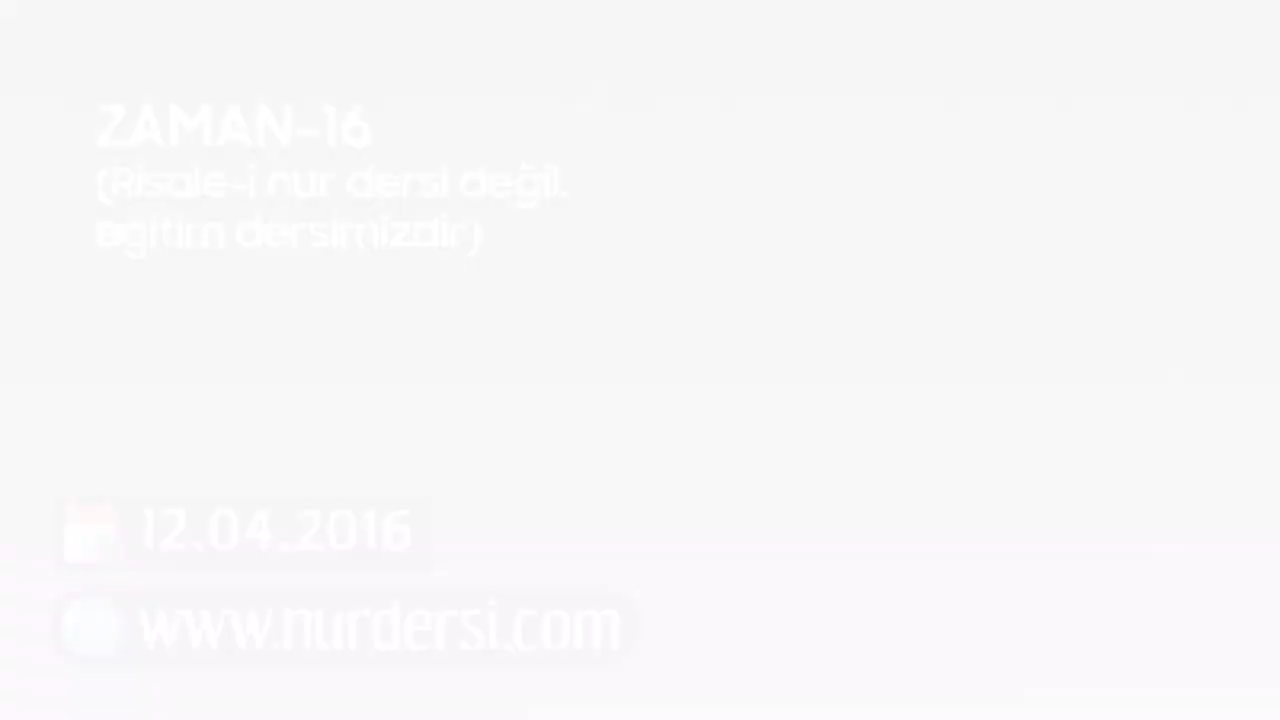 ZAMAN-16
(Risale-i nur dersi değil.
Eğitim dersimizdir)
12.04.2016
www.nurdersi.com